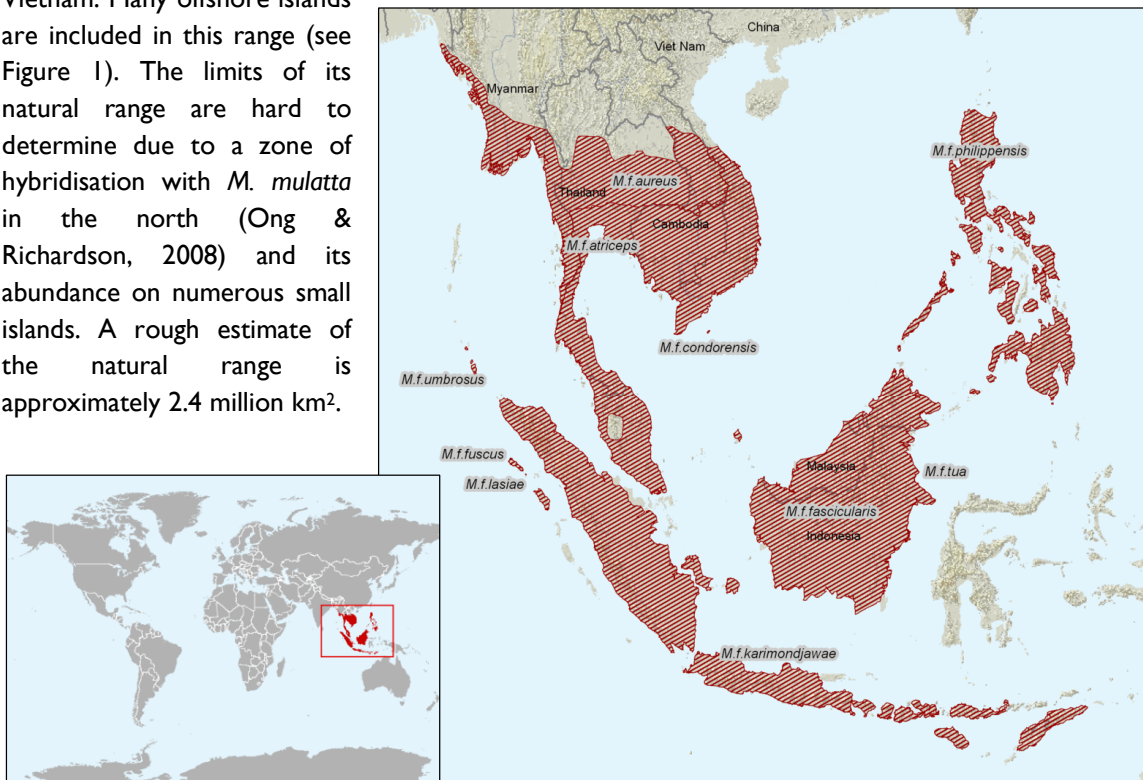 Vietnam. Many offshore islands
are included in this range (see
Figure 1). The limits of its
natural range are hard to
determine due to a zone of
hybridisation with M. mulatta
in the north (Ong &
Richardson, 2008) and its
abundance on numerous small
islands. A rough estimate of
the natural range is
approximately 2.4 million km².
China
Viet Nam
Myanmar
M.f.philippensis
M.f.aureus
Thailand
Cambodia
M.f.atriceps
M.f.condorensis
M.f.umbrosus
M.f.fuscus
M.f.lasiae
Malaysia
M.f.tua
M.f.fascicularis
Indonesia
M.f.karimondjawae